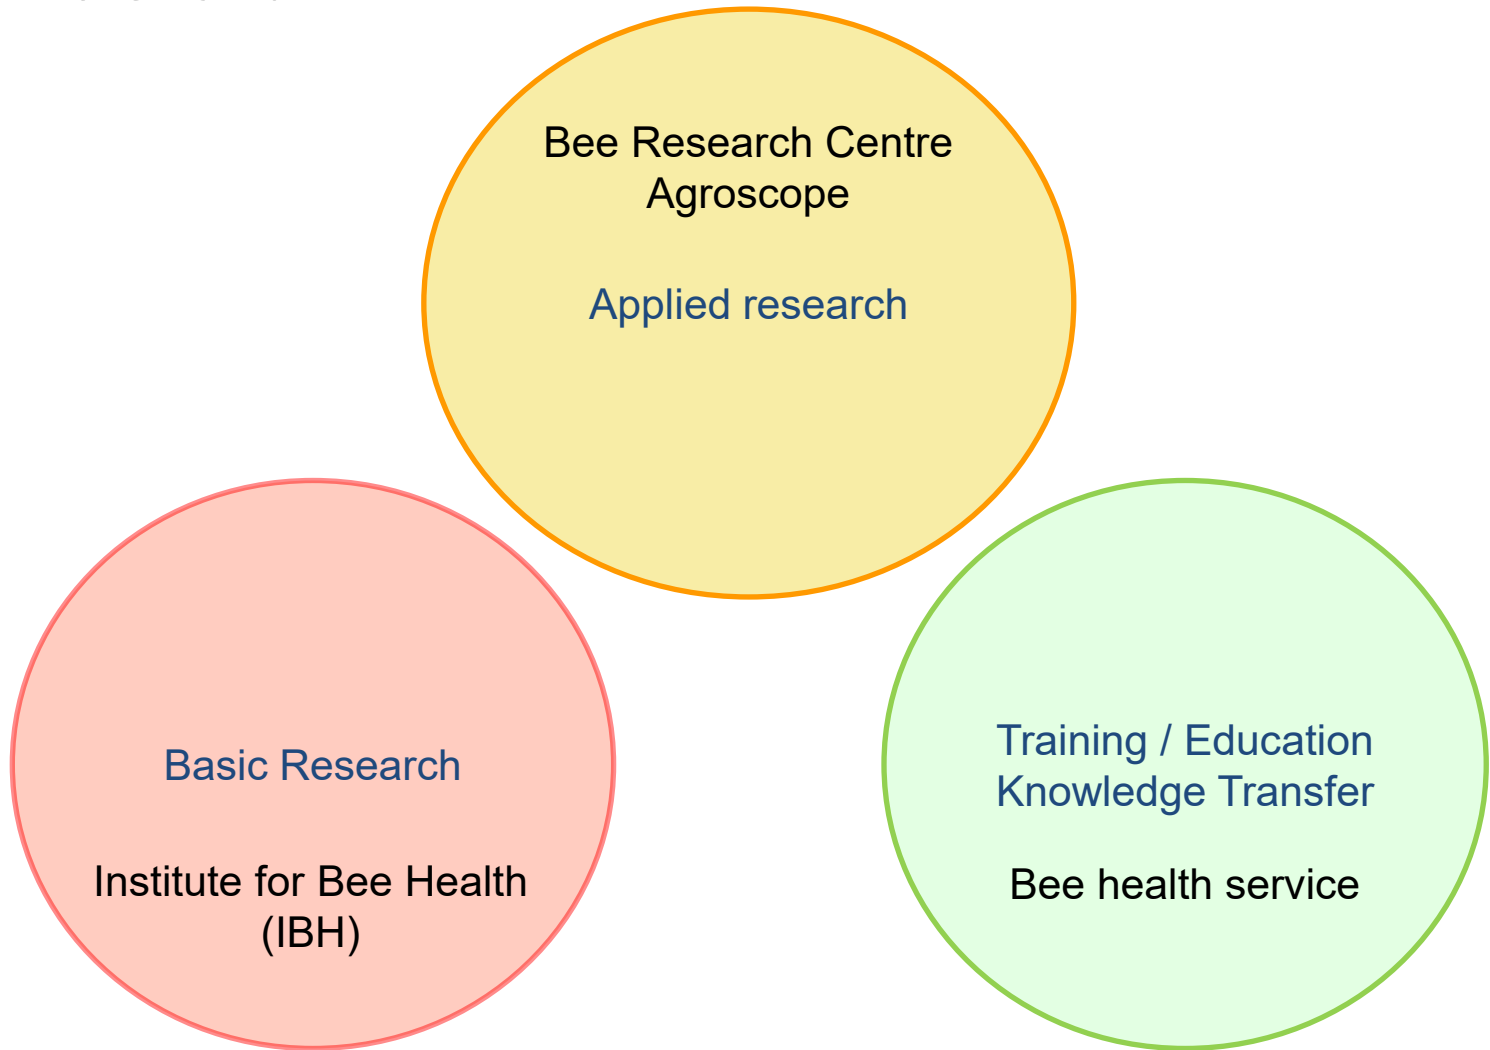 Bee Research Centre
Agroscope
Applied research
Basic Research
Institute for Bee Health
(IBH)
Training / Education
Knowledge Transfer
Bee health service